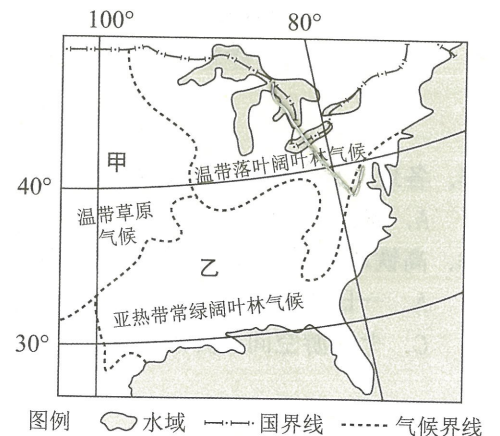 100° 80°
甲
温带落叶阔叶林气候
40°
温带草原
气候
乙
亚热带常绿阔叶林气候
30°
图例 水域 国界线 气候界线